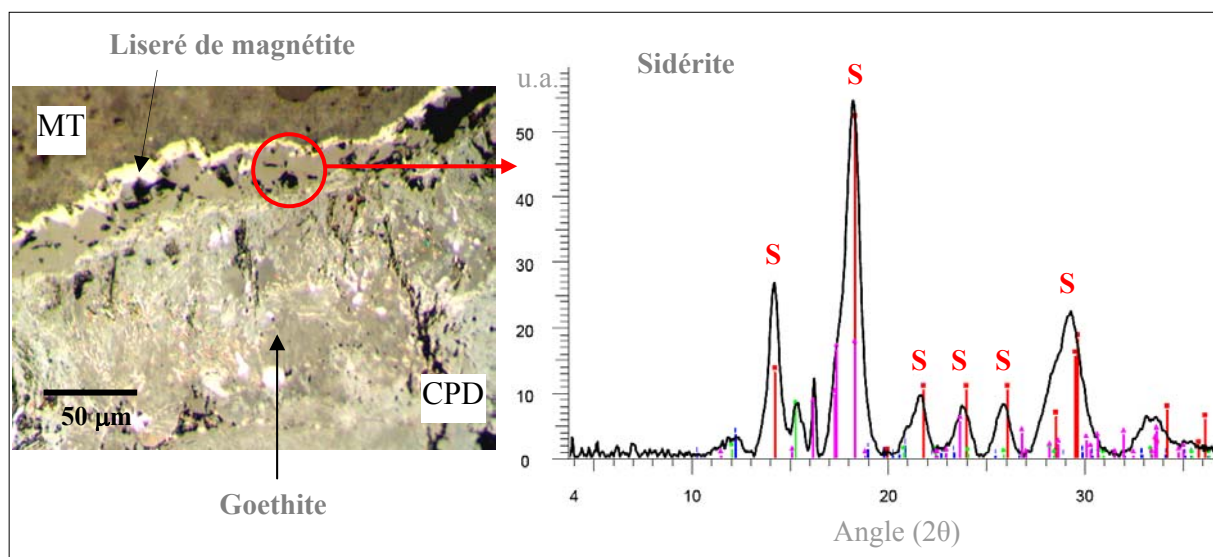 Liseré de magnétite
MT
50 µm
CPD
Goethite
Sidérite
u.a.
S
S
S
S
S
S
50
40
30
20
10
0
4
10
20
30
Angle (2θ)